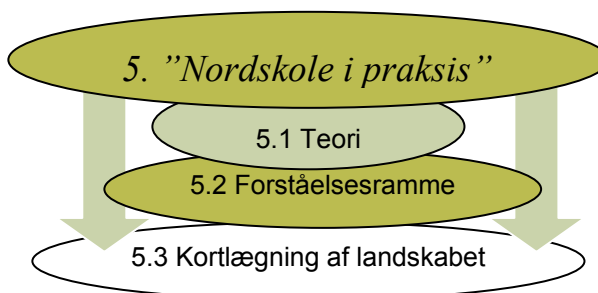 5. ”Nordskole i praksis”
5.1 Teori
5.2 Forståelsesramme
5.3 Kortlægning af landskabet